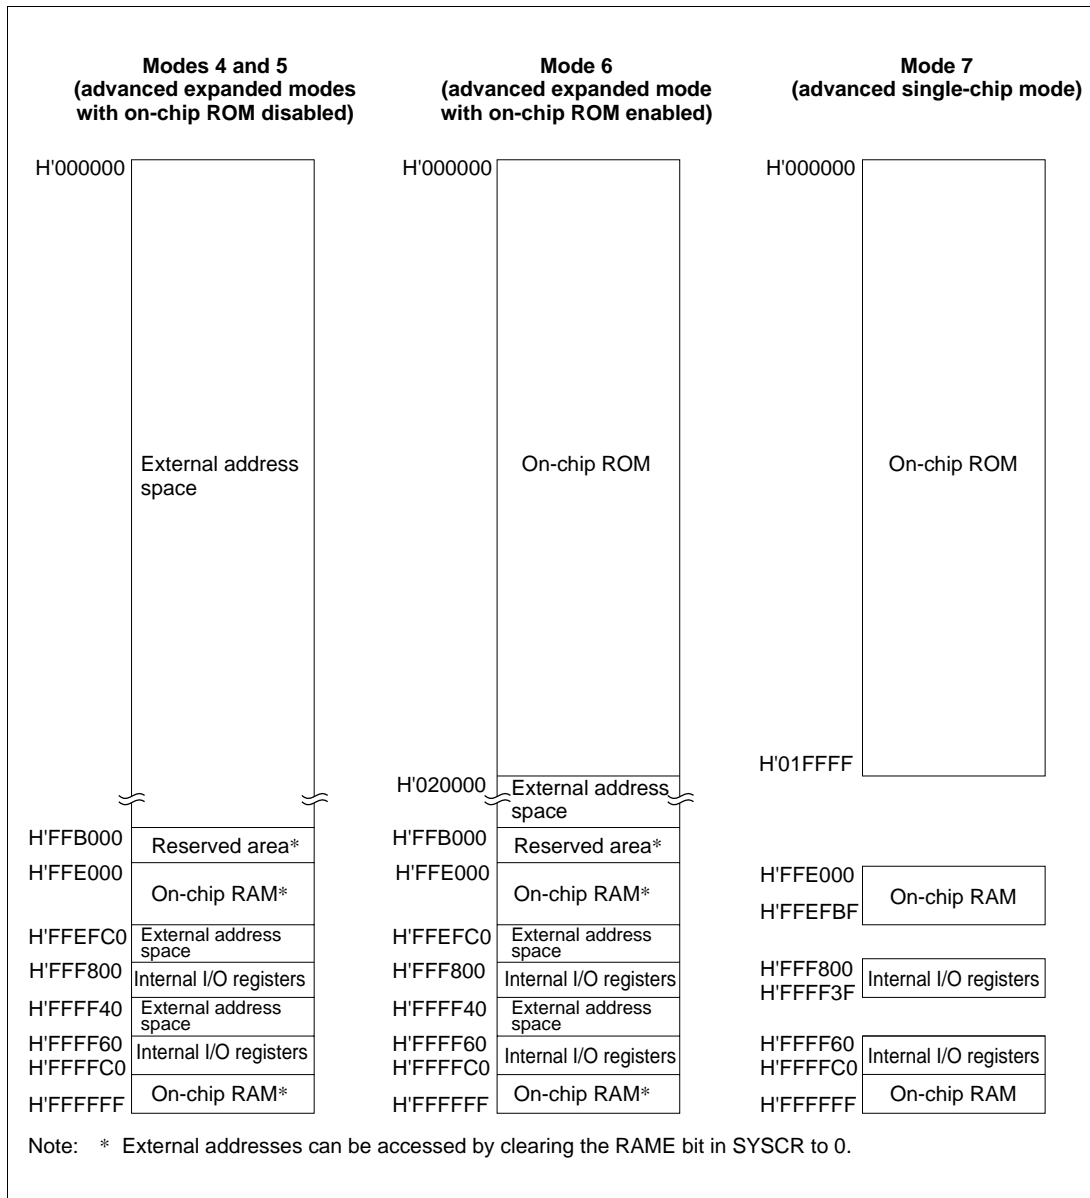 Modes 4 and 5
(advanced expanded modes
with on-chip ROM disabled)
H'000000
External address
space
H'FFB000
Reserved area*
H'FFE000
On-chip RAM*
H'FFEFC0
External address
space
H'FFF800
Internal I/O registers
H'FFFF40
External address
space
H'FFFF60
Internal I/O registers
H'FFFFC0
On-chip RAM*
H'FFFFFF
Mode 6
(advanced expanded mode
with on-chip ROM enabled)
H'000000
On-chip ROM
H'020000
External address
space
H'FFB000
Reserved area*
H'FFE000
On-chip RAM*
H'FFEFC0
External address
space
H'FFF800
Internal I/O registers
H'FFFF40
External address
space
H'FFFF60
Internal I/O registers
H'FFFFC0
On-chip RAM*
H'FFFFFF
Mode 7
(advanced single-chip mode)
H'000000
On-chip ROM
H'01FFFF
H'FFE000
On-chip RAM
H'FFEFBF
H'FFF800
Internal I/O registers
H'FFFF3F
H'FFFF60
Internal I/O registers
H'FFFFC0
On-chip RAM
H'FFFFFF
Note: * External addresses can be accessed by clearing the RAME bit in SYSCR to 0.